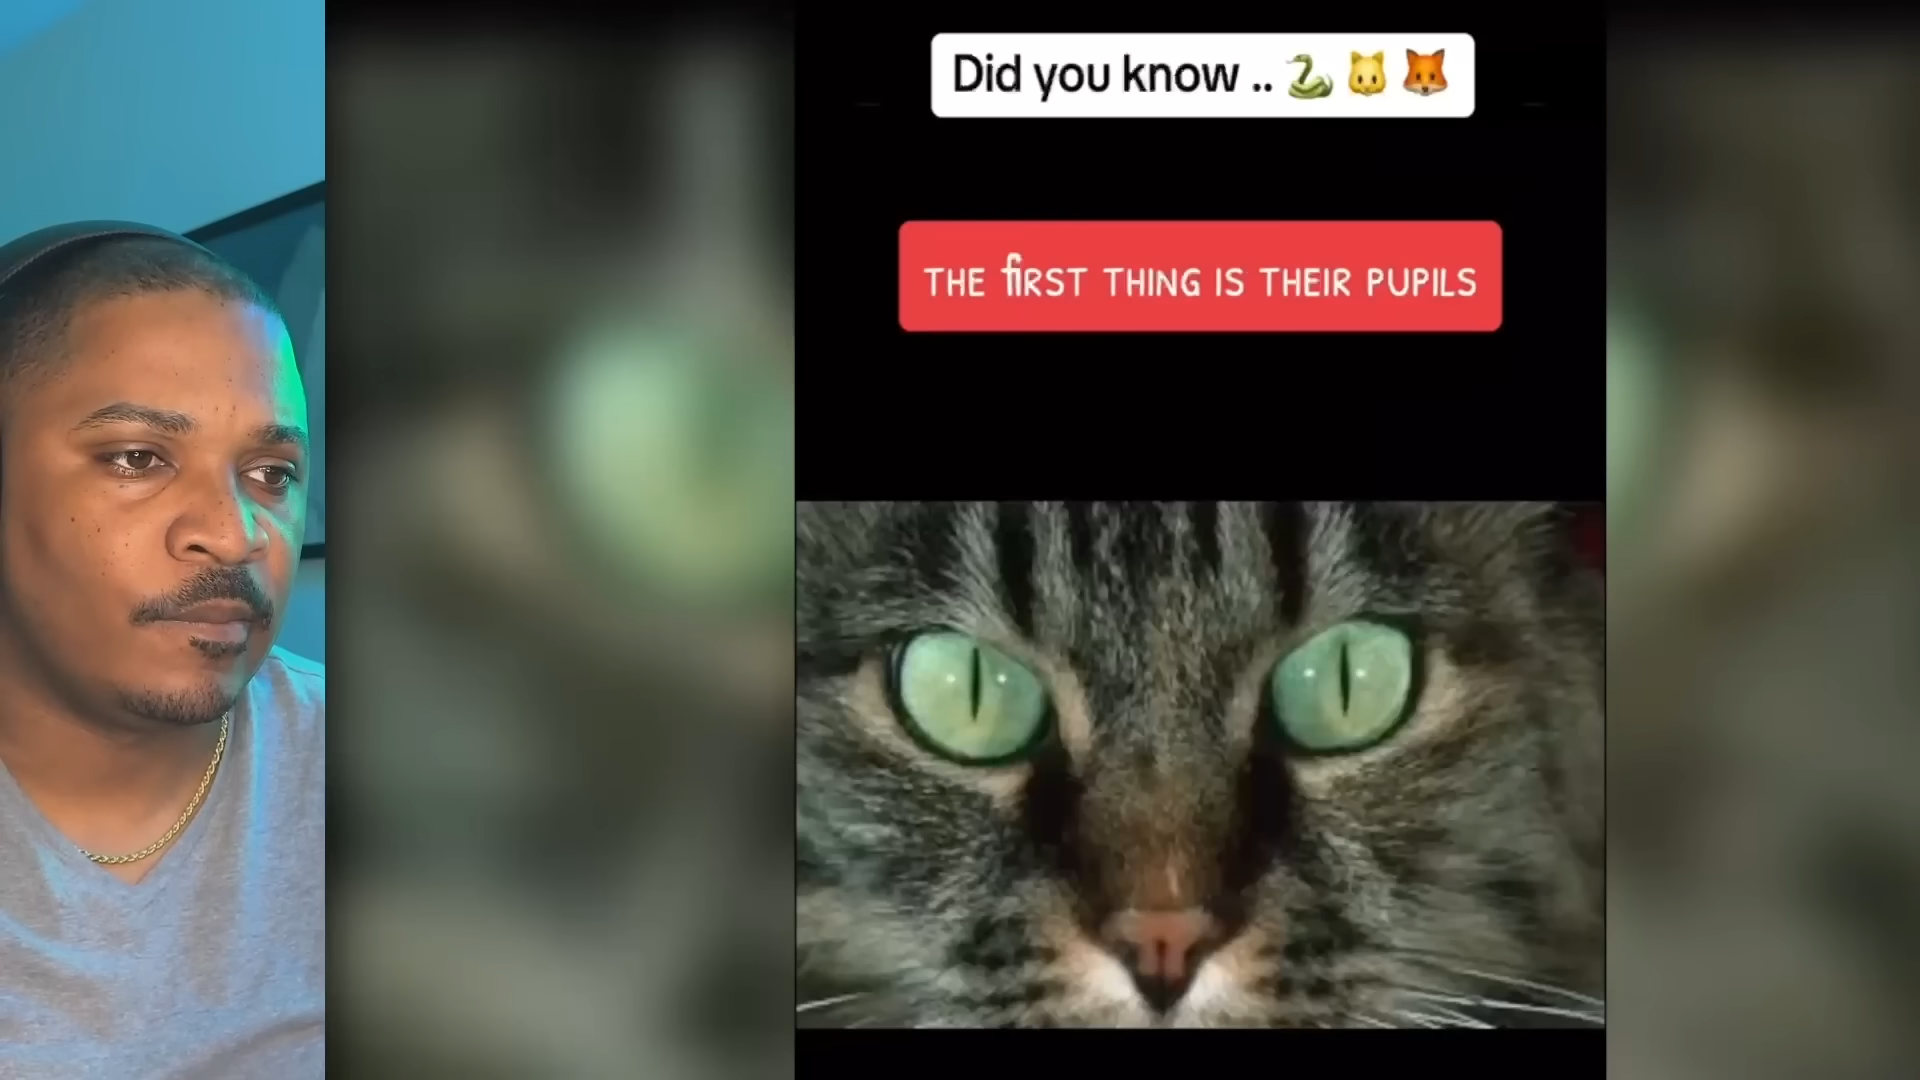 Did you know .. 🐍 🐱 🦊
THE FIRST THING IS THEIR PUPILS